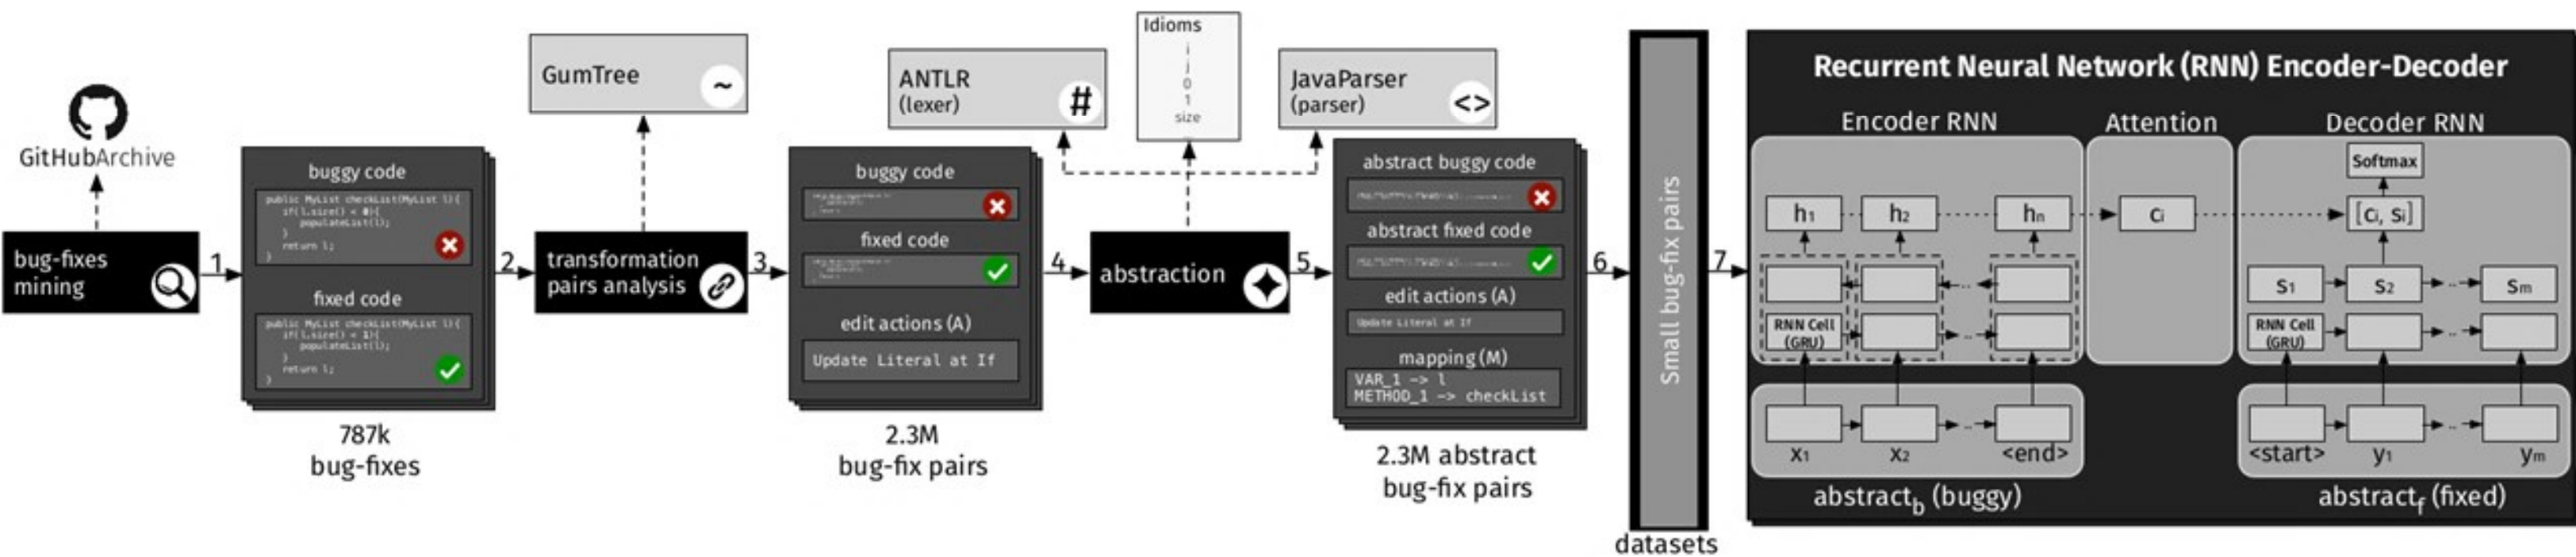 GitHubArchive
bug-fixes
mining
1
buggy code
public MyList checkList(MyList l){
if(l.size() < 0){
populateList(l);
}
return l;
}
fixed code
public MyList checkList(MyList l){
if(l.size() < 1){
populateList(l);
}
return l;
}
787k
bug-fixes
2
GumTree
~
transformation
pairs analysis
3
buggy code
fixed code
edit actions (A)
Update Literal at If
2.3M
bug-fix pairs
4
ANTLR
(lexer)
#
Idioms
i
j
0
1
size
JavaParser
(parser)
<>
abstraction
5
abstract buggy code
abstract fixed code
edit actions (A)
Update Literal at If
mapping (M)
VAR_1 -> l
METHOD_1 -> checkList
2.3M abstract
bug-fix pairs
6
Small bug-fix pairs
datasets
7
Recurrent Neural Network (RNN) Encoder-Decoder
Encoder RNN
Attention
Decoder RNN
Softmax
h1
h2
hn
ci
[ci, si]
s1
s2
..
sm
..
RNN Cell
(GRU)
..
RNN Cell
(GRU)
..
..
..
x1
x2
<end>
<start>
y1
ym
abstractb (buggy)
abstractf (fixed)